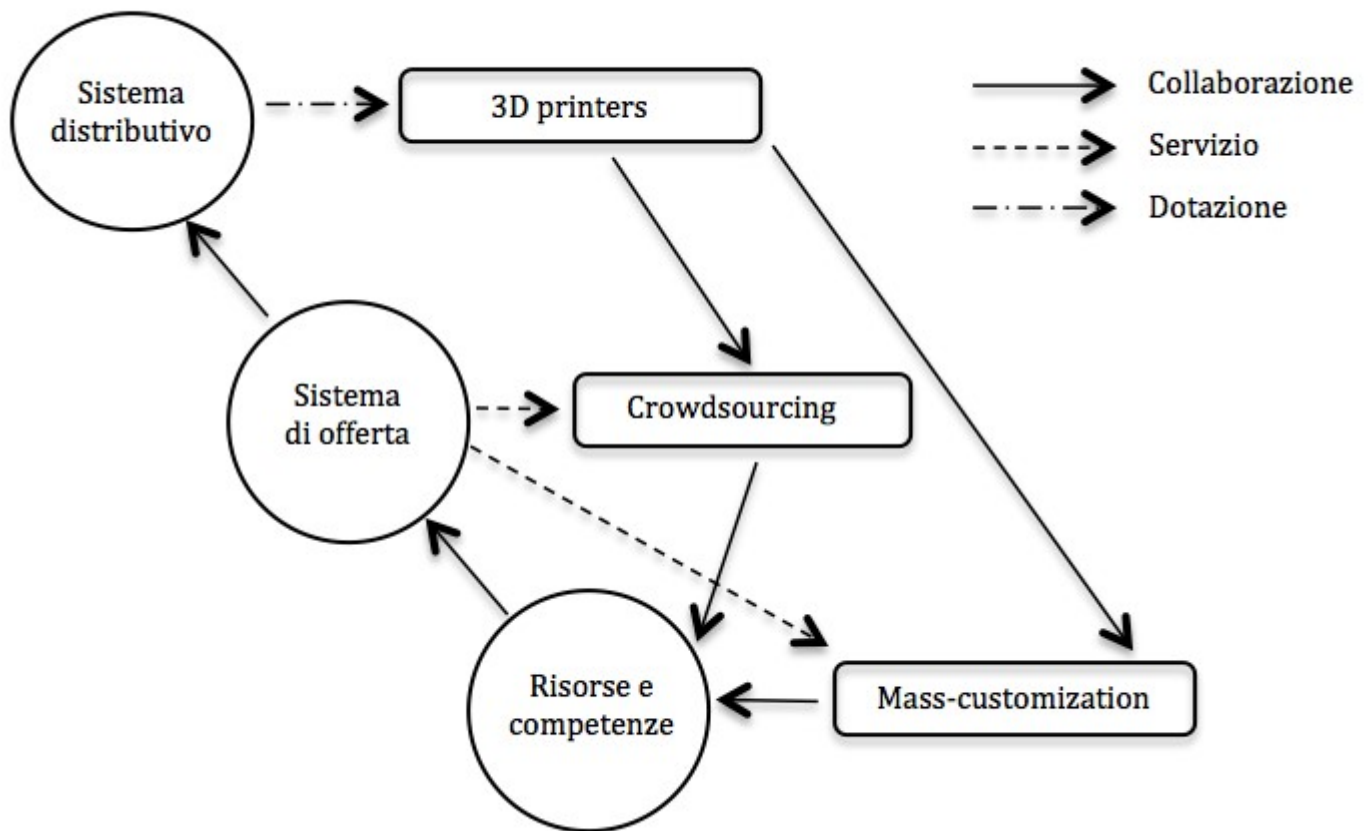 Sistema
distributivo
3D printers
Collaborazione
Servizio
Dotazione
Sistema
di offerta
Crowdsourcing
Risorse e
competenze
Mass-customization